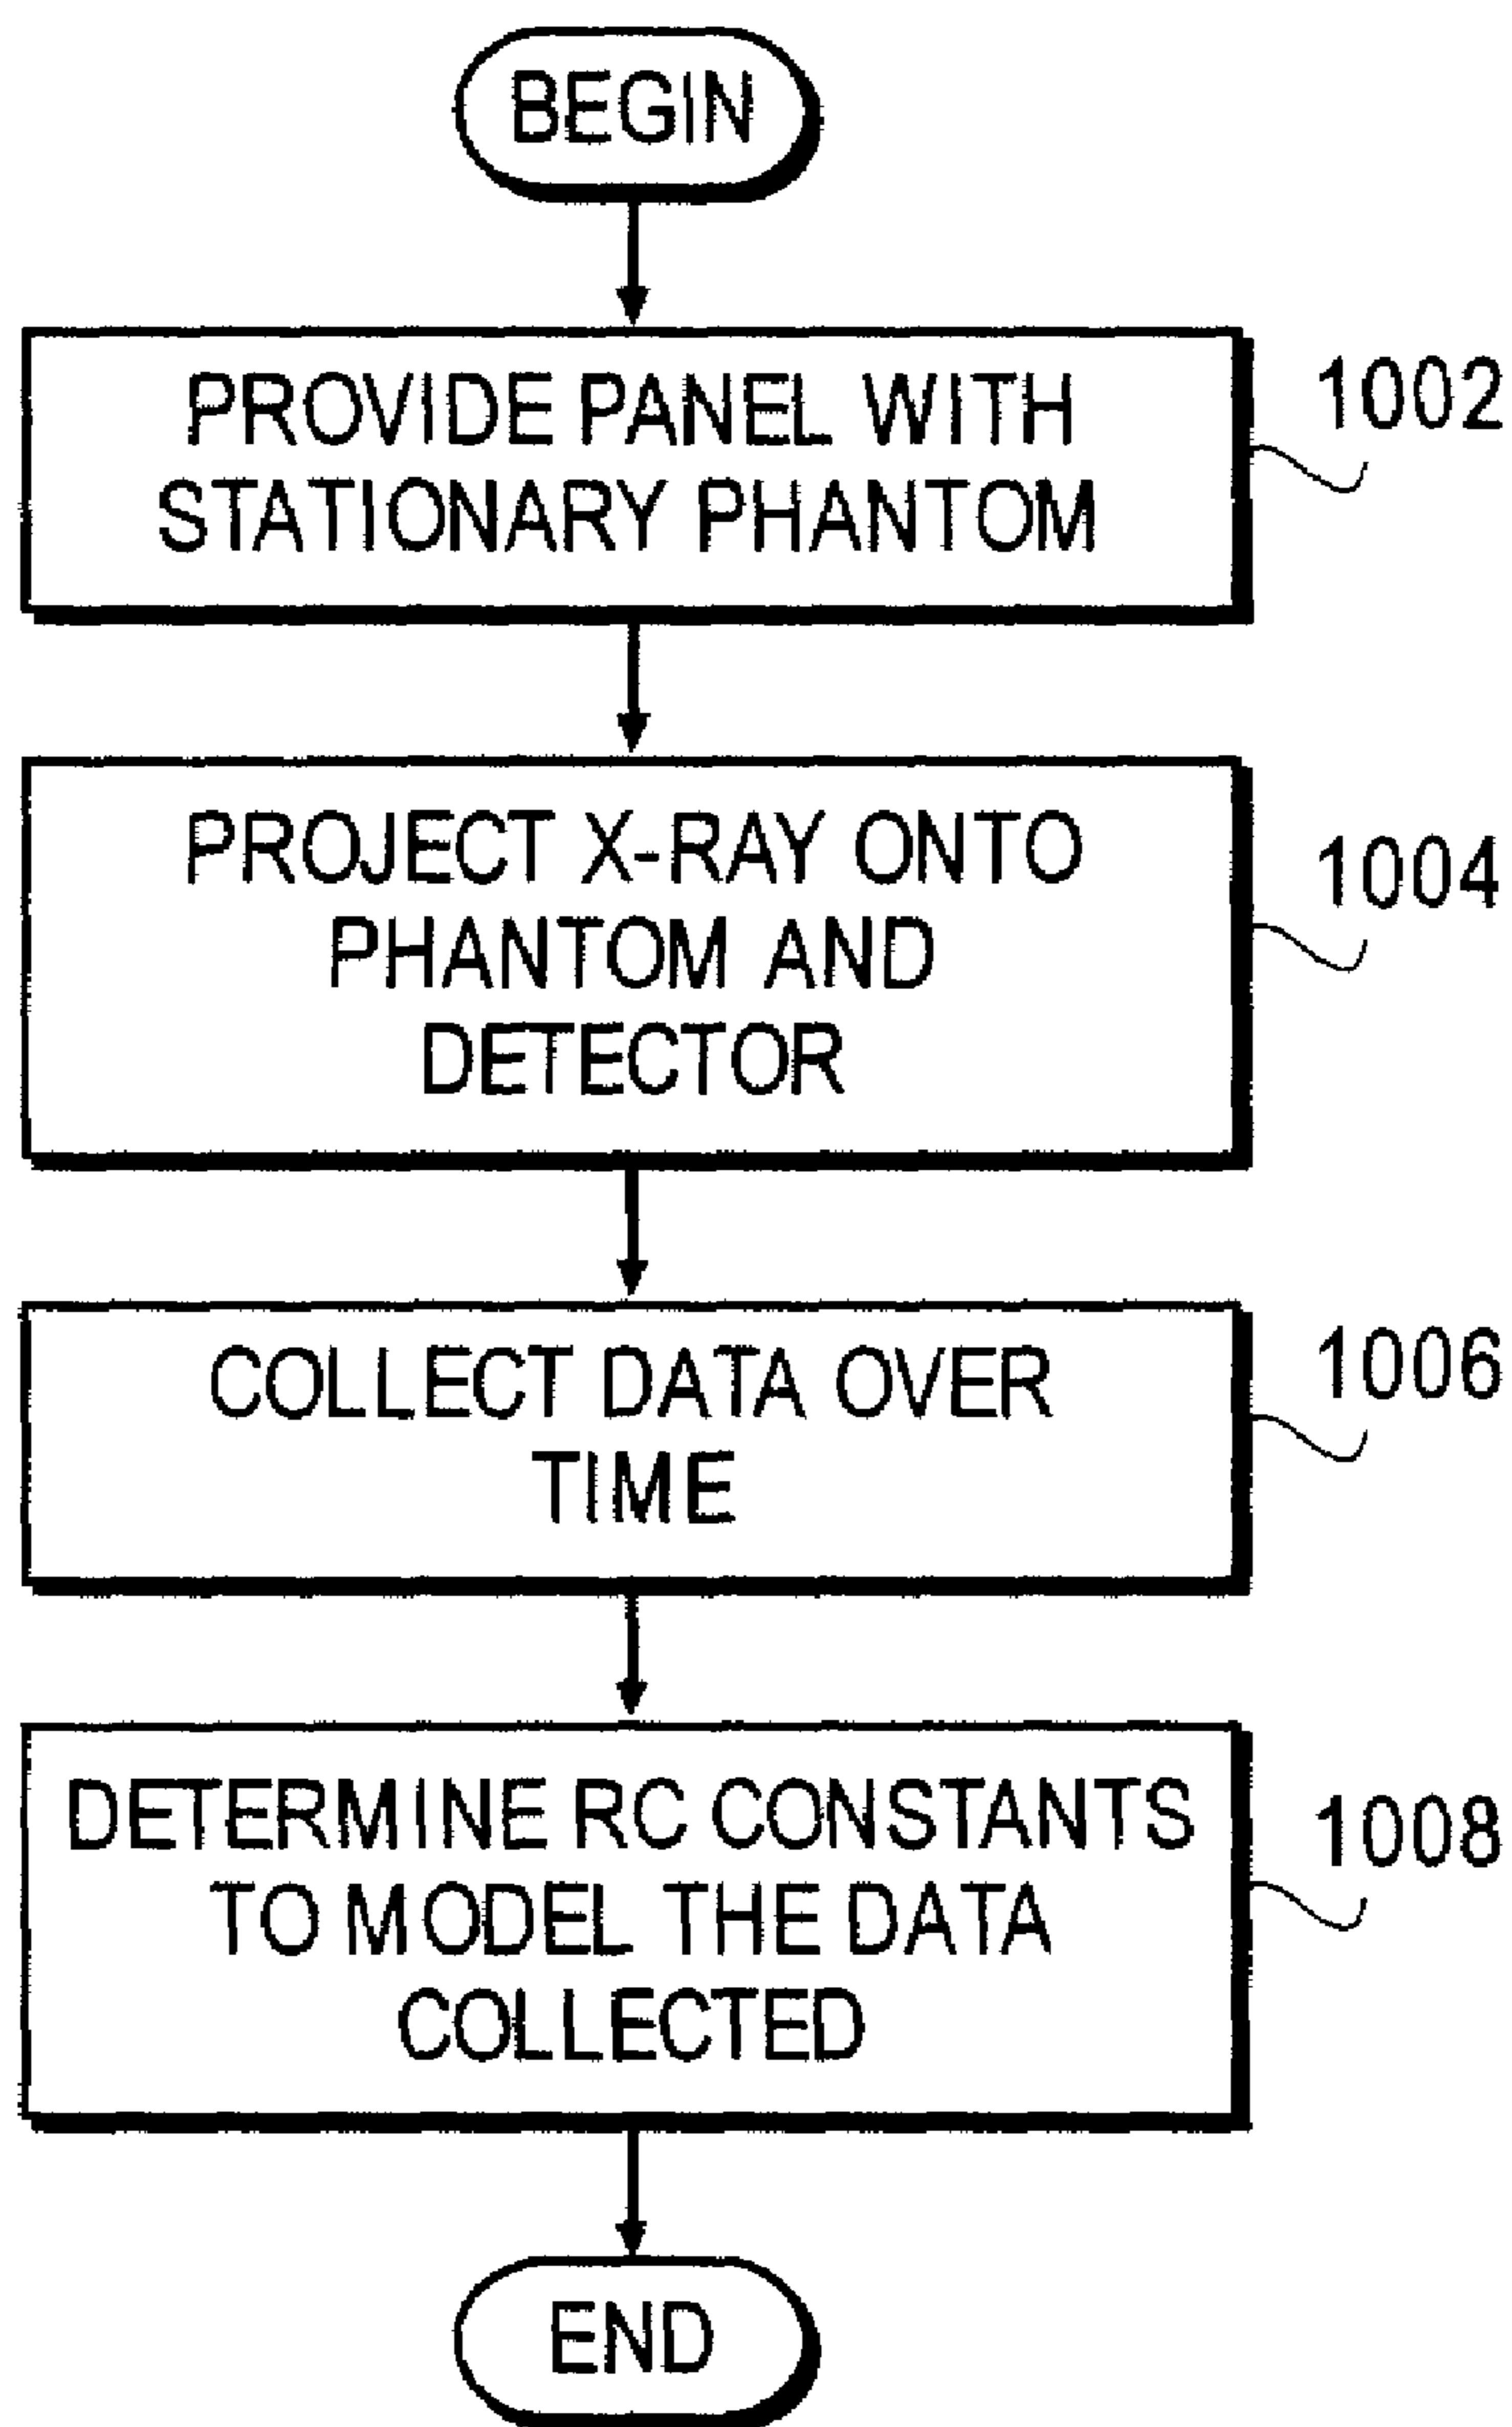 BEGIN
PROVIDE PANEL WITH
STATIONARY PHANTOM
1002
PROJECT X-RAY ONTO
PHANTOM AND
DETECTOR
1004
COLLECT DATA OVER
TIME
1006
DETERMINE RC CONSTANTS
TO MODEL THE DATA
COLLECTED
1008
END